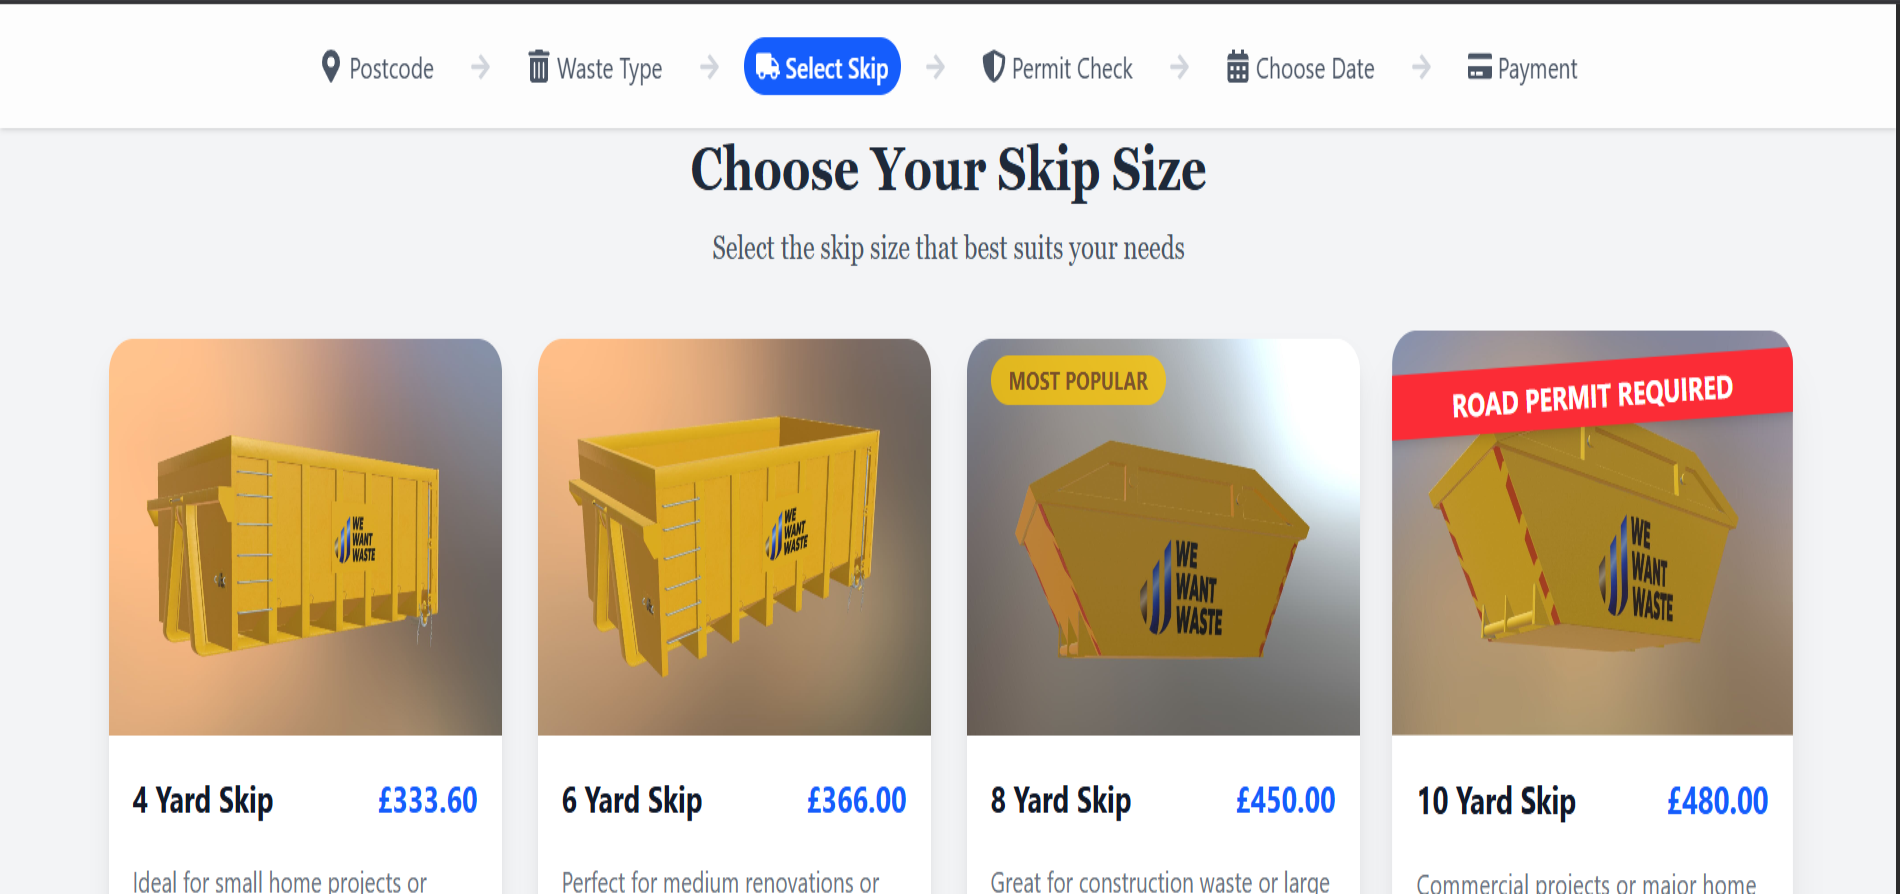 Postcode
Waste Type
Select Skip
Permit Check
Choose Date
Payment
Choose Your Skip Size
Select the skip size that best suits your needs
WE
WANT
WASTE
WE
WANT
WASTE
MOST POPULAR
WE
WANT
WASTE
ROAD PERMIT REQUIRED
WE
WANT
WASTE
4 Yard Skip £333.60
Ideal for small home projects or
6 Yard Skip £366.00
Perfect for medium renovations or
8 Yard Skip £450.00
Great for construction waste or large
10 Yard Skip £480.00
Commercial projects or major home